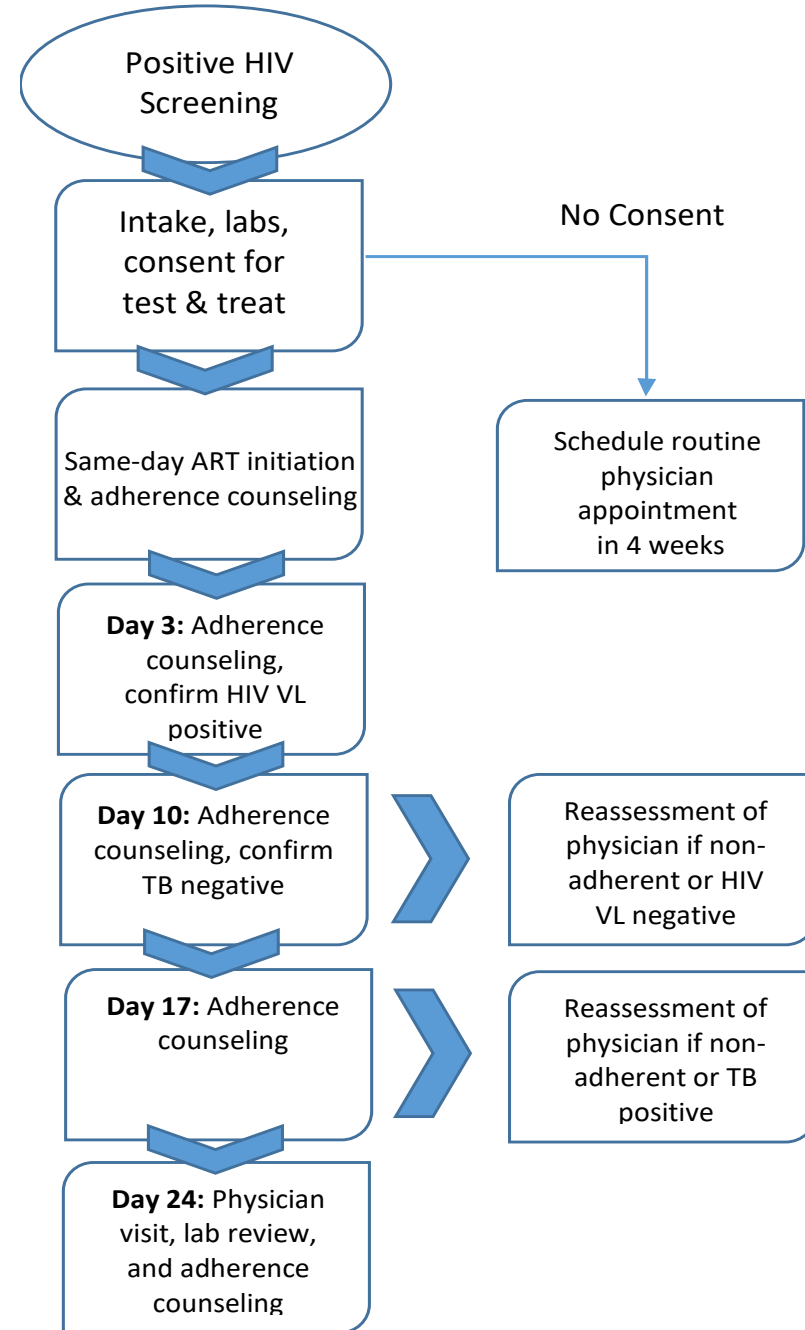 Positive HIV
Screening
Intake, labs,
consent for
test & treat
No Consent
Same-day ART initiation
& adherence counseling
Schedule routine
physician
appointment
in 4 weeks
Day 3: Adherence
counseling,
confirm HIV VL
positive
Day 10: Adherence
counseling, confirm
TB negative
Reassessment of
physician if non-
adherent or HIV
VL negative
Day 17: Adherence
counseling
Reassessment of
physician if non-
adherent or TB
positive
Day 24: Physician
visit, lab review,
and adherence
counseling